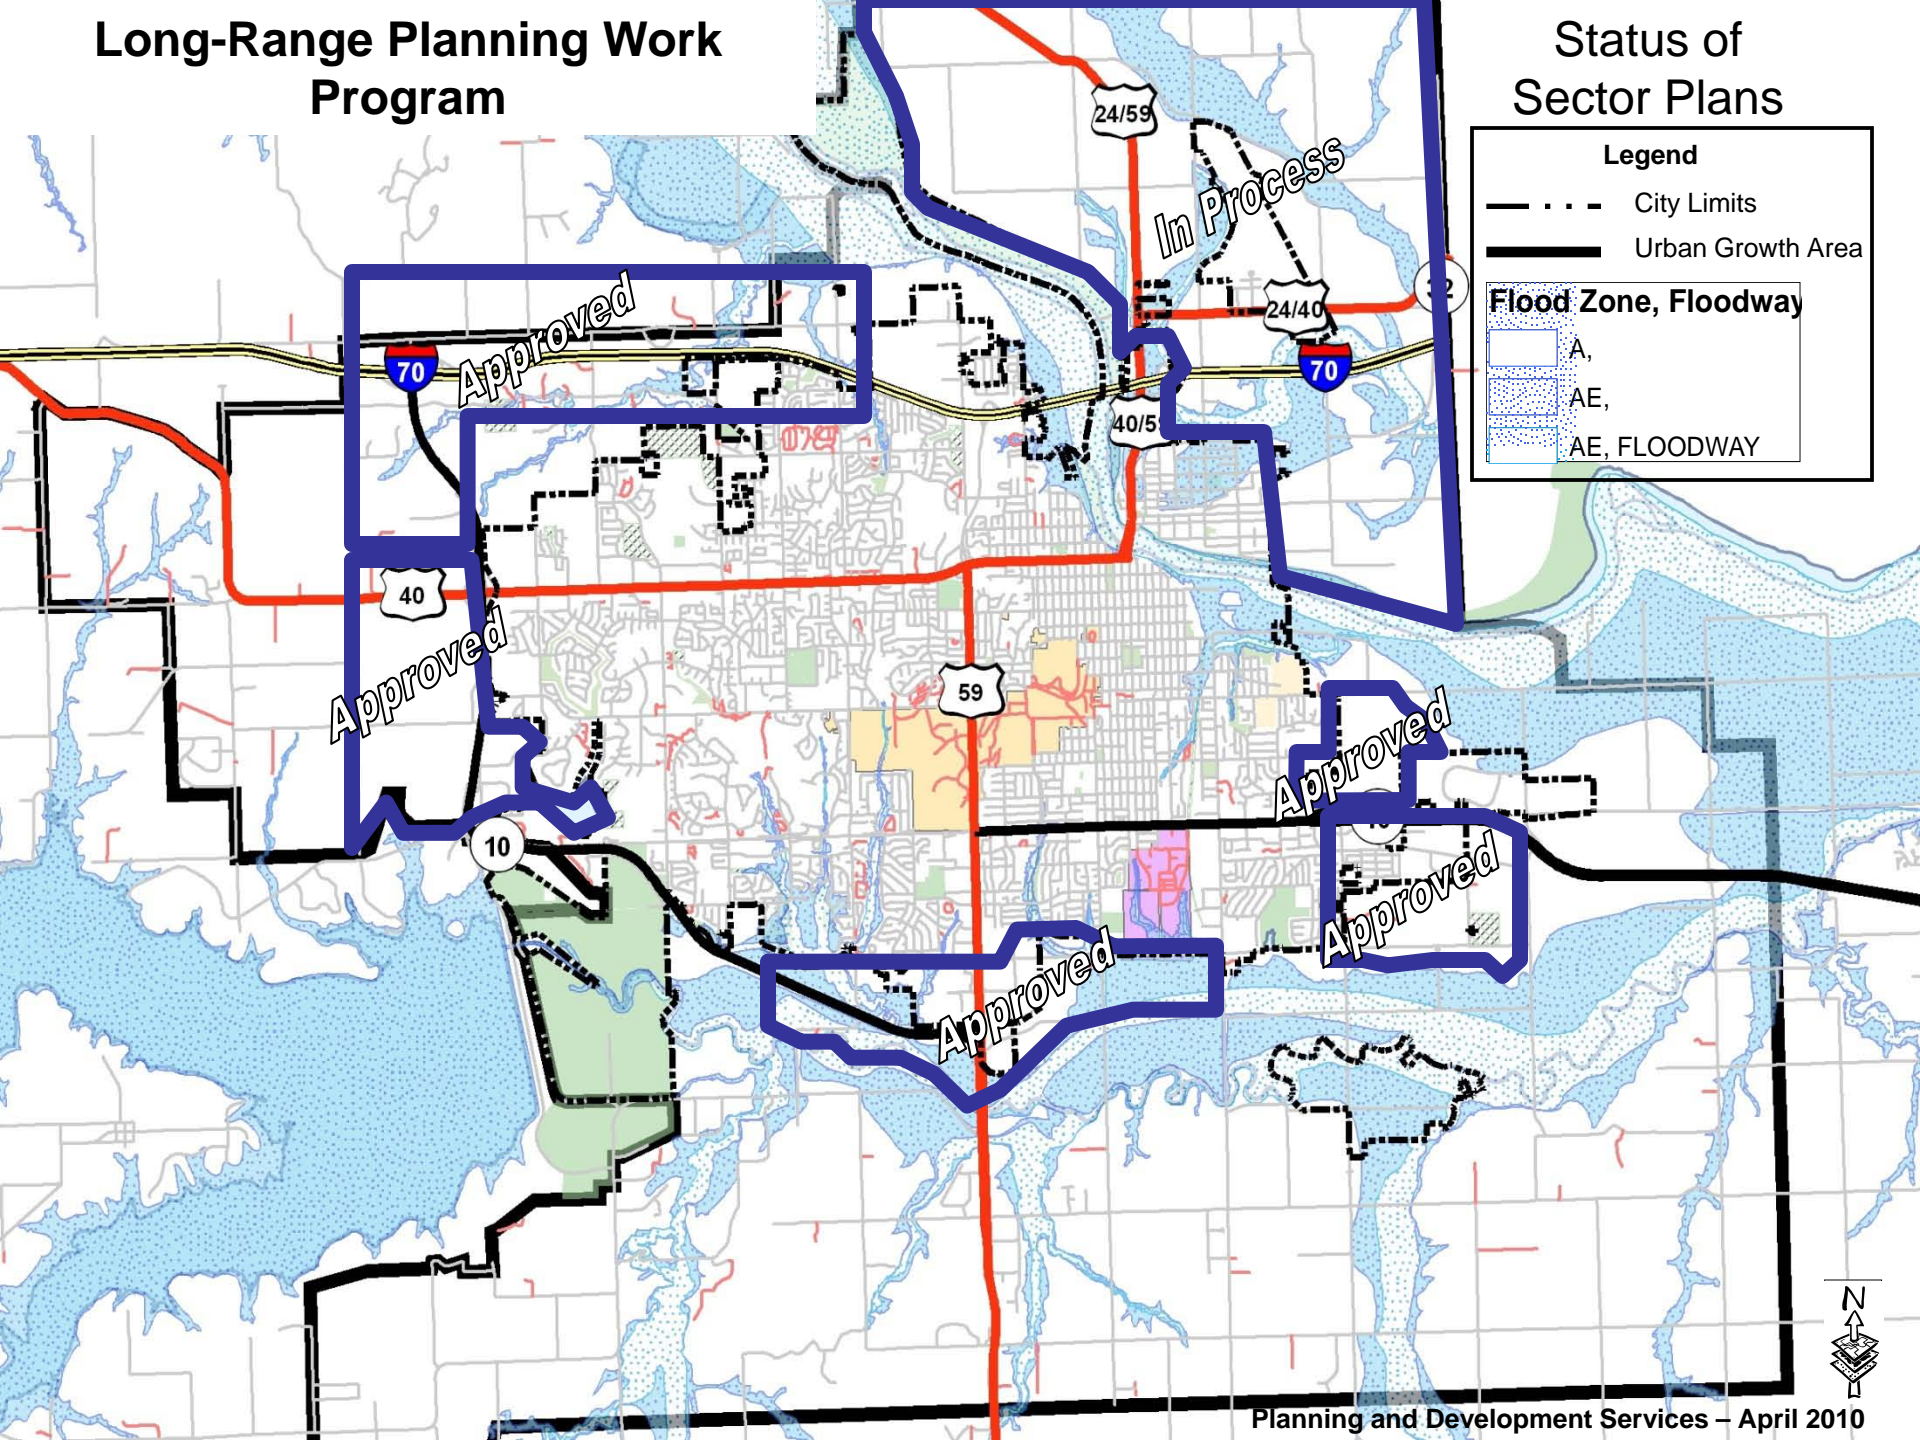 Long-Range Planning Work
Program
Status of
Sector Plans
Legend
City Limits
Urban Growth Area
Flood Zone, Floodway
A,
AE,
AE, FLOODWAY
24/59
In Process
24/40
32
Approved
70
70
40/59
40
Approved
59
Approved
10
Approved
Approved
N
Planning and Development Services – April 2010